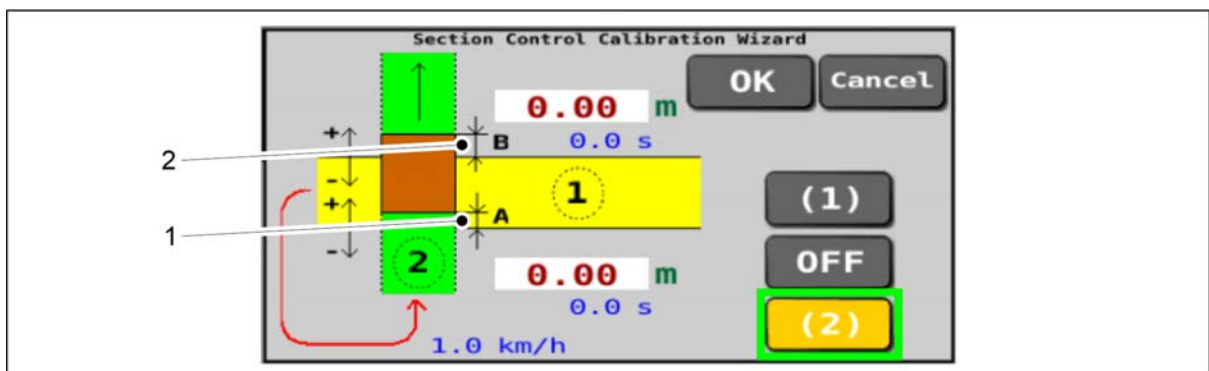 Section Control Calibration Wizard
OK Cancel
0.00 m
+ B 0.0 s
2
-
1 (1)
+
A
1
- 2 OFF
0.00 m
0.0 s
(2)
1.0 km/h